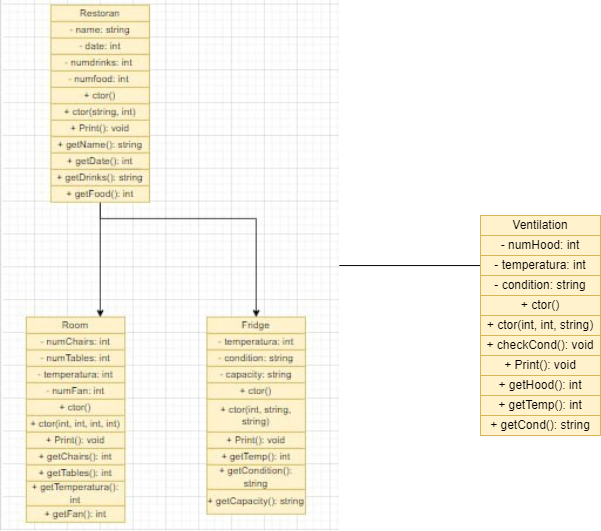 Restoran
- name: string
- date: int
- numdrinks: int
- numfood: int
+ ctor()
+ ctor(string, int)
+ Print(): void
+ getName(): string
+ getDate(): int
+ getDrinks(): string
+ getFood(): int
Room
- numChairs: int
- numTables: int
- temperatura: int
- numFan: int
+ ctor()
+ ctor(int, int, int, int)
+ Print(): void
+ getChairs(): int
+ getTables(): int
+ getTemperatura():
int
+ getFan(): int
Fridge
- temperatura: int
- condition: string
- capacity: string
+ ctor()
+ ctor(int, string,
string)
+ Print(): void
+ getTemp(): int
+ getCondition():
string
+ getCapacity(): string
Ventilation
- numHood: int
- temperatura: int
- condition: string
+ ctor()
+ ctor(int, int, string)
+ checkCond(): void
+ Print(): void
+ getHood(): int
+ getTemp(): int
+ getCond(): string